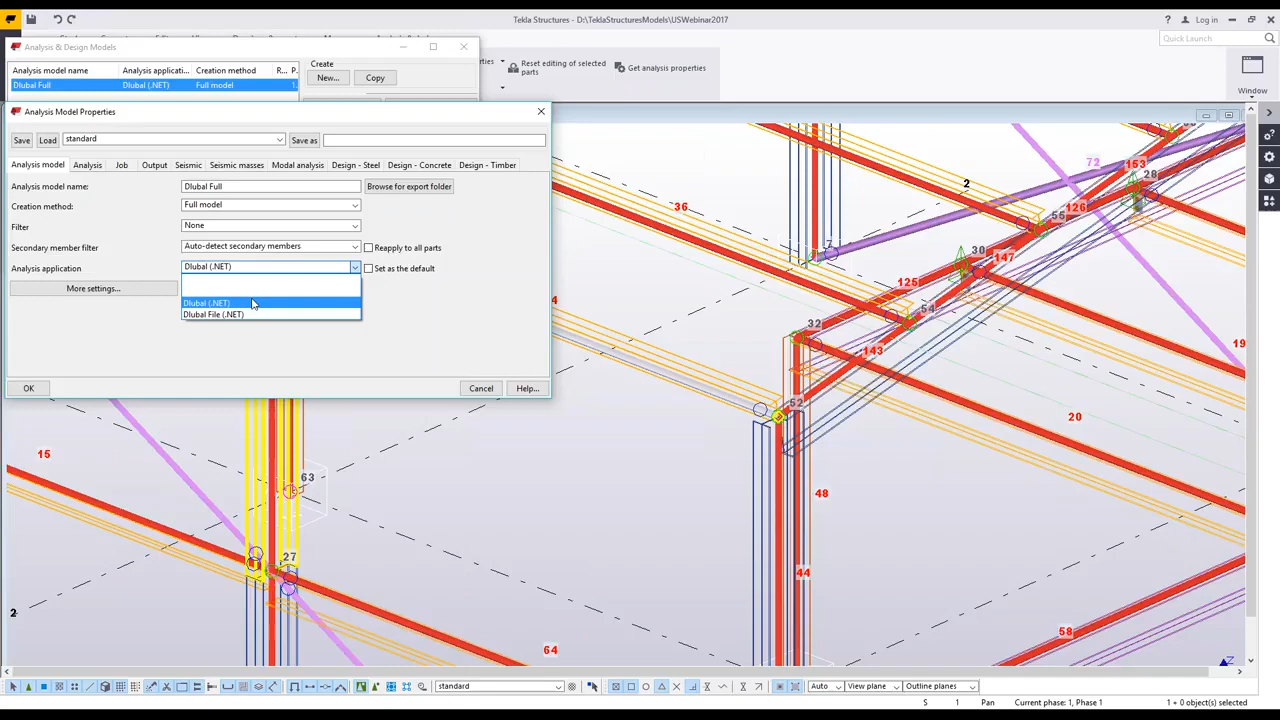 Tekla Structures - D:\TeklaStructuresModels\USWebinar2017
Log in
Quick Launch
Analysis & Design Models
Analysis model name Analysis applicati... Creation method R... P.
Dlubal Full Dlubal (.NET) Full model 1.
Create
New... Copy
Reset editing of selected
parts
Get analysis properties
Window
Analysis Model Properties
Save Load standard Save as
Analysis model Analysis Job Output Seismic Seismic masses Modal analysis Design - Steel Design - Concrete Design - Timber
Analysis model name: Dlubal Full Browse for export folder
Creation method: Full model
Filter None
Secondary member filter Auto-detect secondary members Reapply to all parts
Analysis application Dlubal (.NET) Set as the default
More settings...
Dlubal (.NET)
Dlubal File (.NET)
OK Cancel Help...
72
153
28
2
126
36
55
30
147
7
125
54
32
143
19
4
52
20
15
63
48
27
44
2
58
64
standard Auto View plane Outline planes
S 1 Pan Current phase: 1, Phase 1 1 + 0 object(s) selected